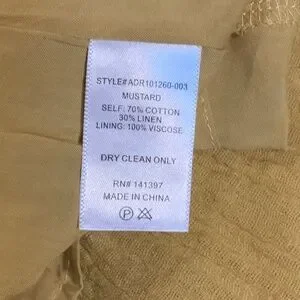 STYLE#ADR101260-003
MUSTARD
SELF: 70% COTTON
30% LINEN
LINING: 100% VISCOSE
DRY CLEAN ONLY
RN# 141397
MADE IN CHINA
P